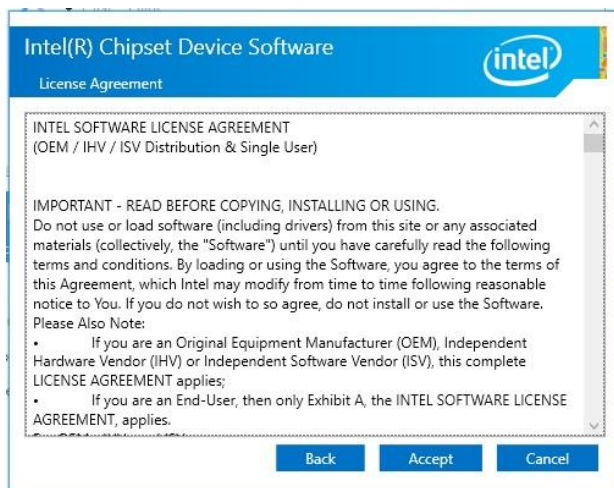 Intel(R) Chipset Device Software
intel
License Agreement
INTEL SOFTWARE LICENSE AGREEMENT
(OEM / IHV / ISV Distribution & Single User)
IMPORTANT - READ BEFORE COPYING, INSTALLING OR USING.
Do not use or load software (including drivers) from this site or any associated
materials (collectively, the "Software") until you have carefully read the following
terms and conditions. By loading or using the Software, you agree to the terms of
this Agreement, which Intel may modify from time to time following reasonable
notice to You. If you do not wish to so agree, do not install or use the Software.
Please Also Note:
• If you are an Original Equipment Manufacturer (OEM), Independent
Hardware Vendor (IHV) or Independent Software Vendor (ISV), this complete
LICENSE AGREEMENT applies;
• If you are an End-User, then only Exhibit A, the INTEL SOFTWARE LICENSE
AGREEMENT, applies.
Back Accept Cancel